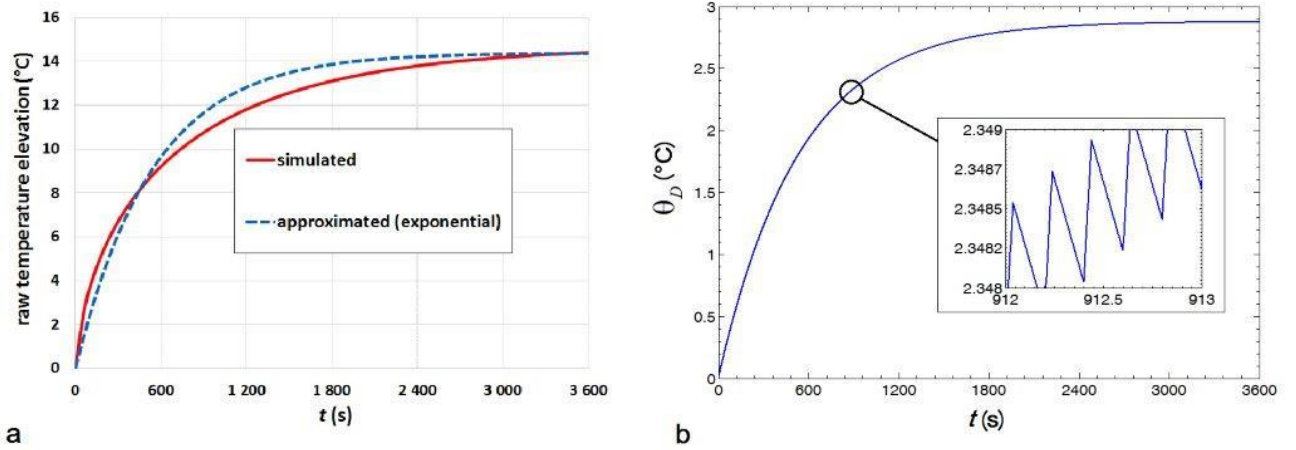 16
14
12
10
8
6
4
2
0
raw temperature elevation (°C)
simulated
approximated (exponential)
0 600 1 200 1 800 2 400 3 000 3 600
t (s)
a
3
2.5
2
1.5
1
0.5
0
θD (°C)
2.349
2.3487
2.3485
2.3482
2.348
912 912.5 913
0 600 1200 1800 2400 3000 3600
t (s)
b